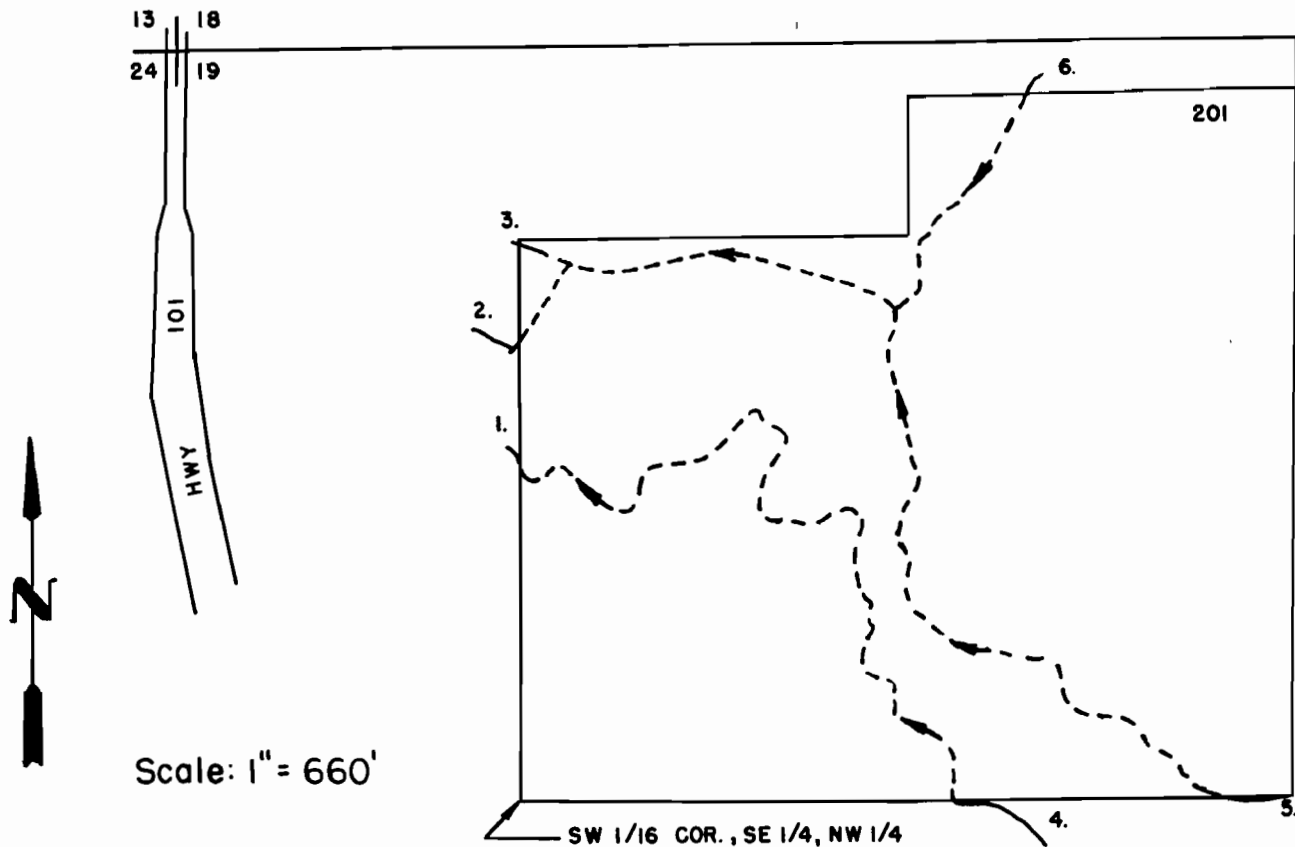 13 18
24 19
6.
201
3.
101
2.
1.
HWY
N
Scale: 1" = 660'
SW 1/16 COR., SE 1/4, NW 1/4
4.
5.